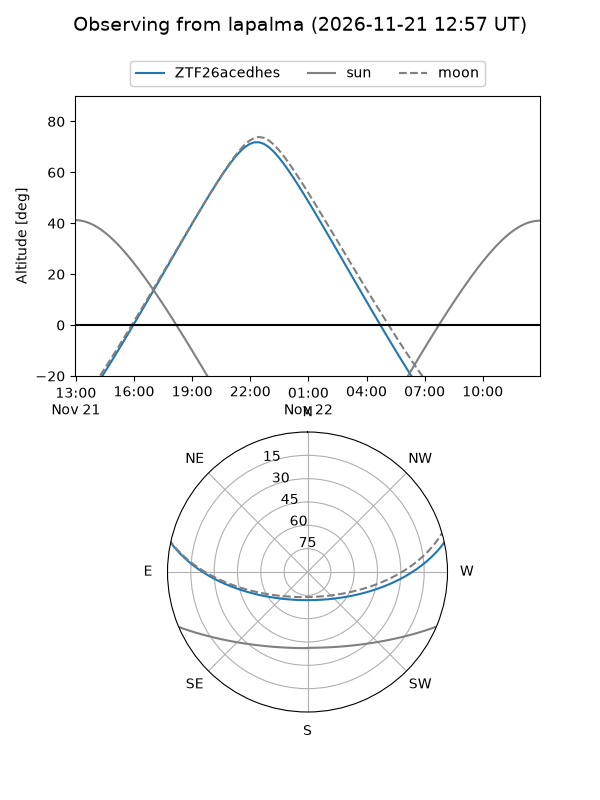 Observing from lapalma (2026-11-21 12:57 UT)
ZTF26acedhes sun moon
Altitude [deg]
80
60
40
20
0
−20
13:00 16:00 19:00 22:00 01:00 04:00 07:00 10:00
Nov 21 Nov 22
N
NE NW
15
30
45
60
75
E W
SE SW
S